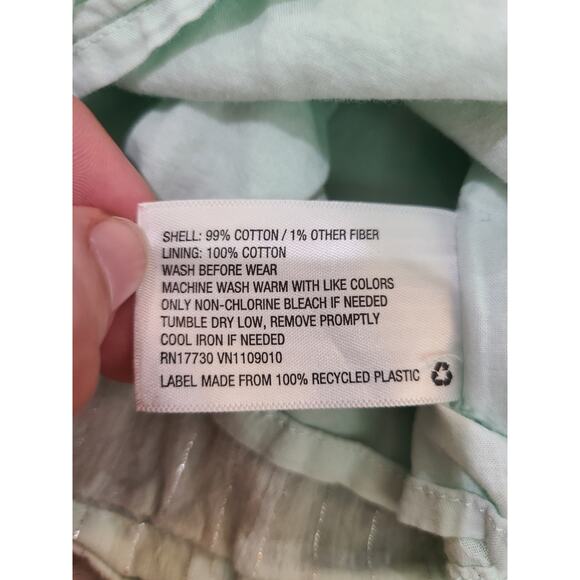 SHELL: 99% COTTON / 1% OTHER FIBER
LINING: 100% COTTON
WASH BEFORE WEAR
MACHINE WASH WARM WITH LIKE COLORS
ONLY NON-CHLORINE BLEACH IF NEEDED
TUMBLE DRY LOW, REMOVE PROMPTLY
COOL IRON IF NEEDED
RN17730 VN1109010
LABEL MADE FROM 100% RECYCLED PLASTIC